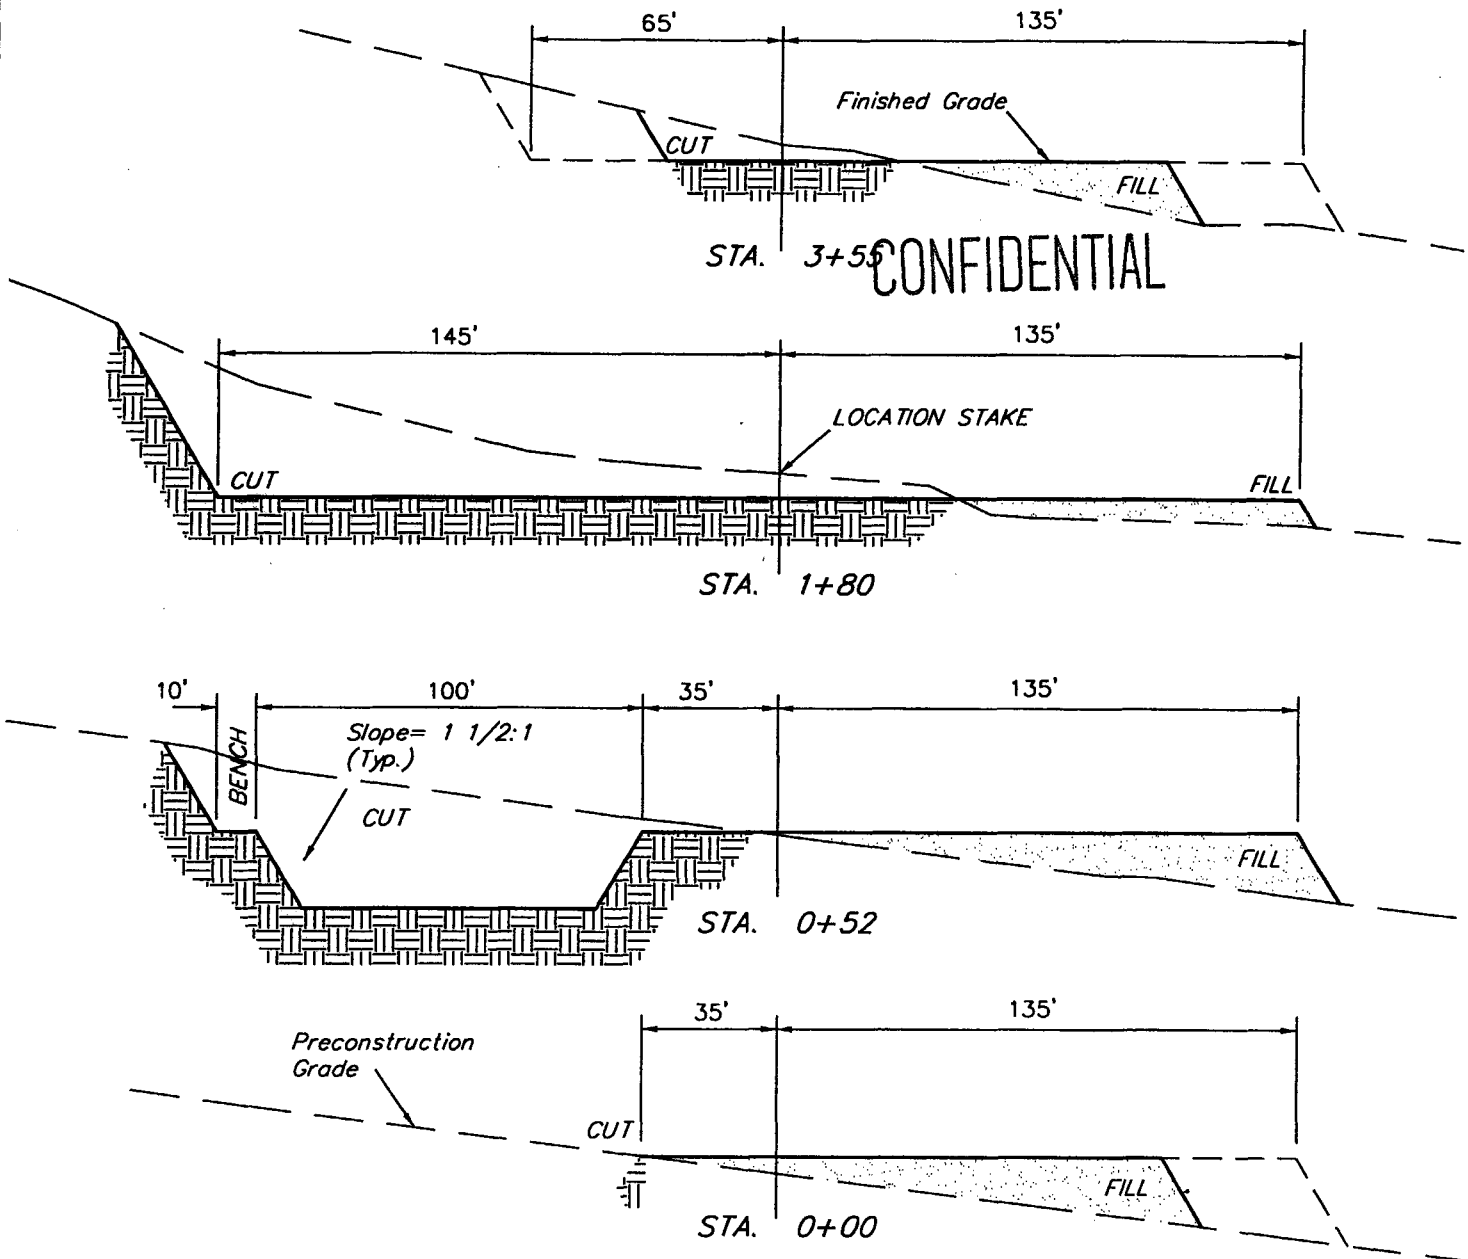 65'
135'
Finished Grade
CUT
FILL
STA. 3+55
CONFIDENTIAL
145'
135'
LOCATION STAKE
CUT
FILL
STA. 1+80
10'
100'
35'
135'
BENCH
Slope= 1 1/2:1
(Typ.)
CUT
FILL
STA. 0+52
35'
135'
Preconstruction
Grade
CUT
FILL
STA. 0+00